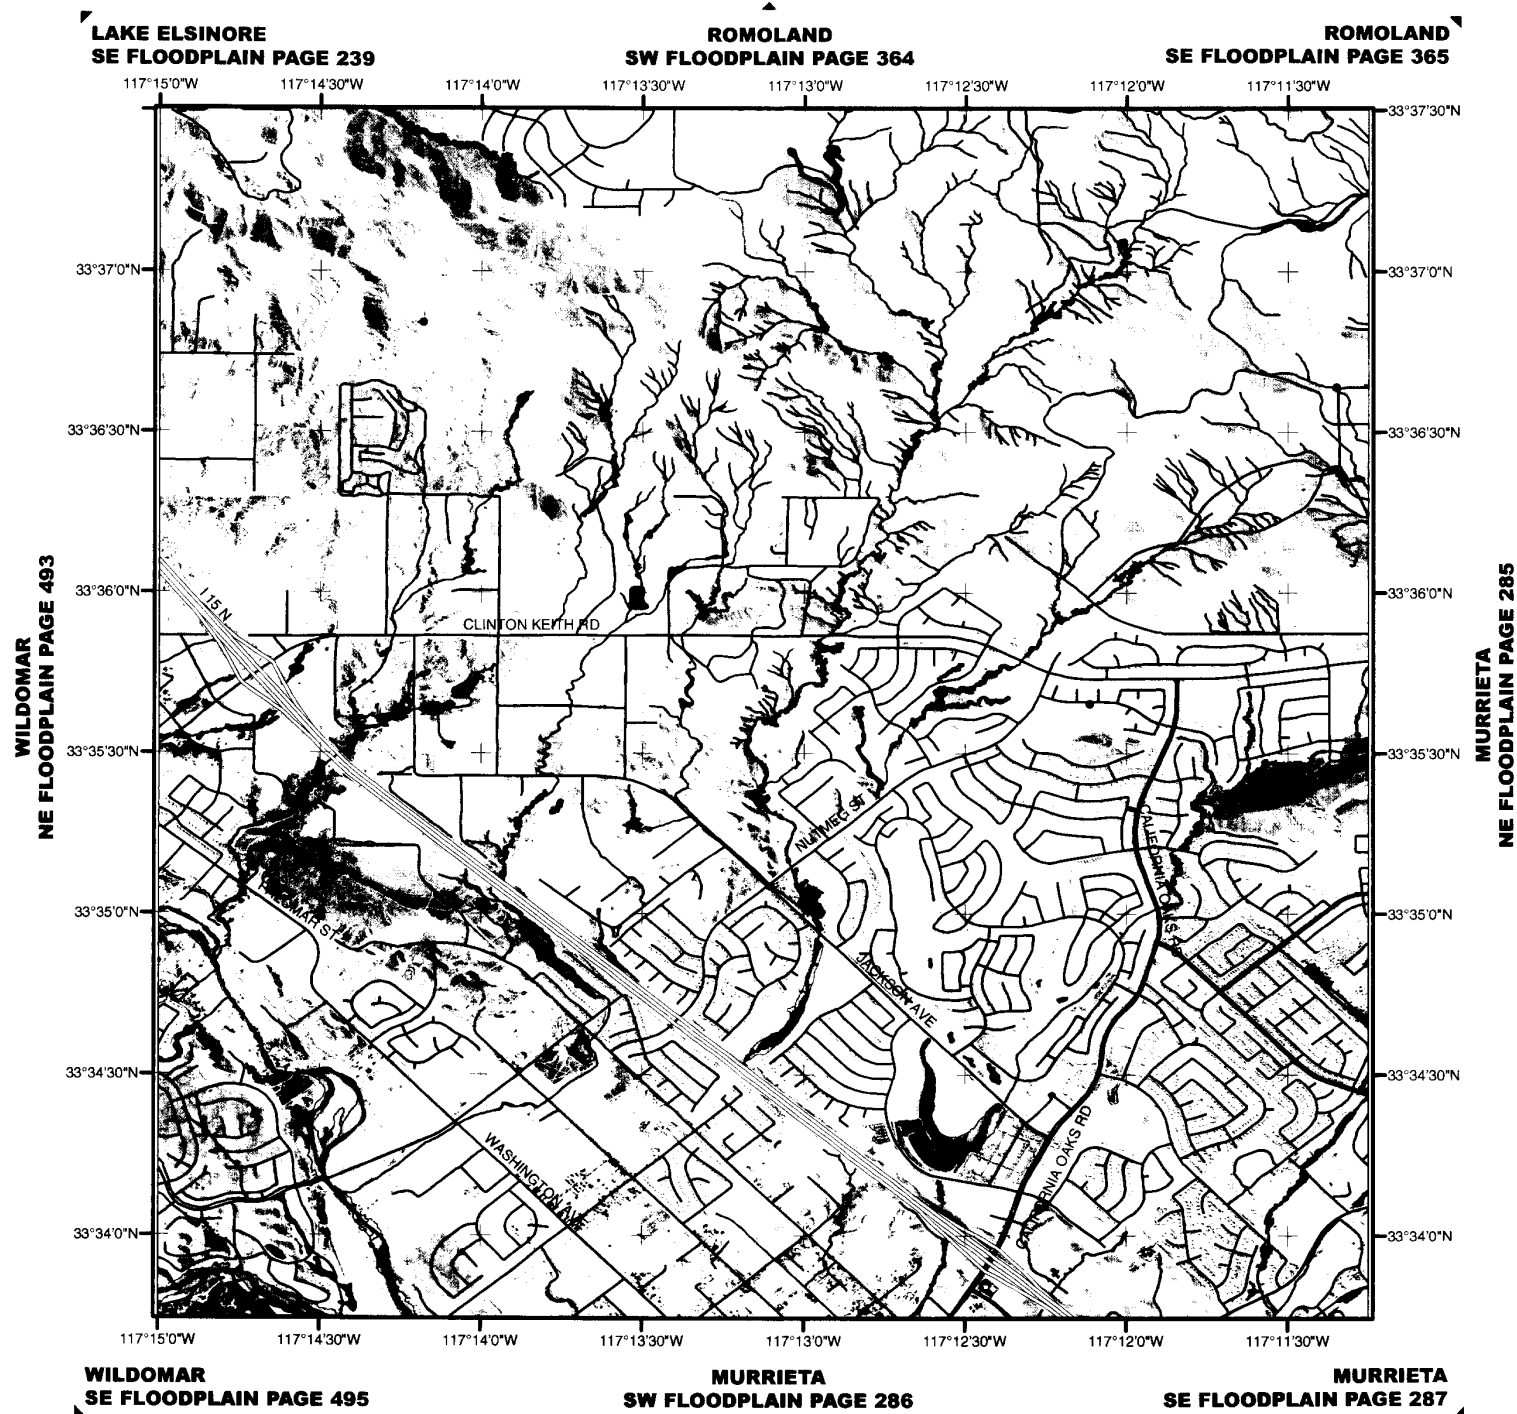 LAKE ELSINORE
SE FLOODPLAIN PAGE 239
ROMOLAND
SW FLOODPLAIN PAGE 364
ROMOLAND
SE FLOODPLAIN PAGE 365
117°15'0"W
117°14'30"W
117°14'0"W
117°13'30"W
117°13'0"W
117°12'30"W
117°12'0"W
117°11'30"W
33°37'30"N
33°37'0"N
33°37'0"N
33°36'30"N
33°36'30"N
33°36'0"N
33°36'0"N
WILDOMAR
NE FLOODPLAIN PAGE 493
MURRIETA
NE FLOODPLAIN PAGE 285
I 15 N
CLINTON KEITH RD
33°35'30"N
33°35'30"N
NUTMEG ST
CALIFORNIA OAKS RD
33°35'0"N
33°35'0"N
JACKSON AVE
33°34'30"N
33°34'30"N
CALIFORNIA OAKS RD
WASHINGTON AVE
33°34'0"N
33°34'0"N
117°15'0"W
117°14'30"W
117°14'0"W
117°13'30"W
117°13'0"W
117°12'30"W
117°12'0"W
117°11'30"W
WILDOMAR
SE FLOODPLAIN PAGE 495
MURRIETA
SW FLOODPLAIN PAGE 286
MURRIETA
SE FLOODPLAIN PAGE 287